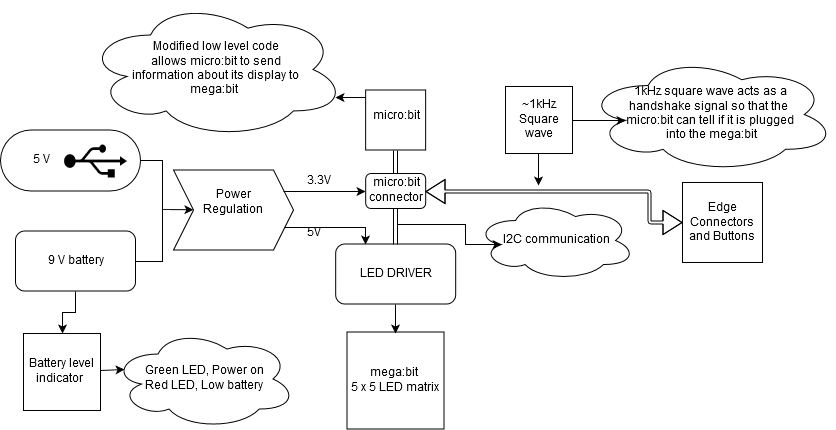 Modified low level code
allows micro:bit to send
information about its display to
mega:bit
micro:bit
~1kHz
Square
wave
1kHz square wave acts as a
handshake signal so that the
micro:bit can tell if it is plugged
into the mega:bit
5 V
Power
Regulation
3.3V
5V
micro:bit
connector
Edge
Connectors
and Buttons
I2C communication
9 V battery
LED DRIVER
Battery level
indicator
Green LED, Power on
Red LED, Low battery
mega:bit
5 x 5 LED matrix